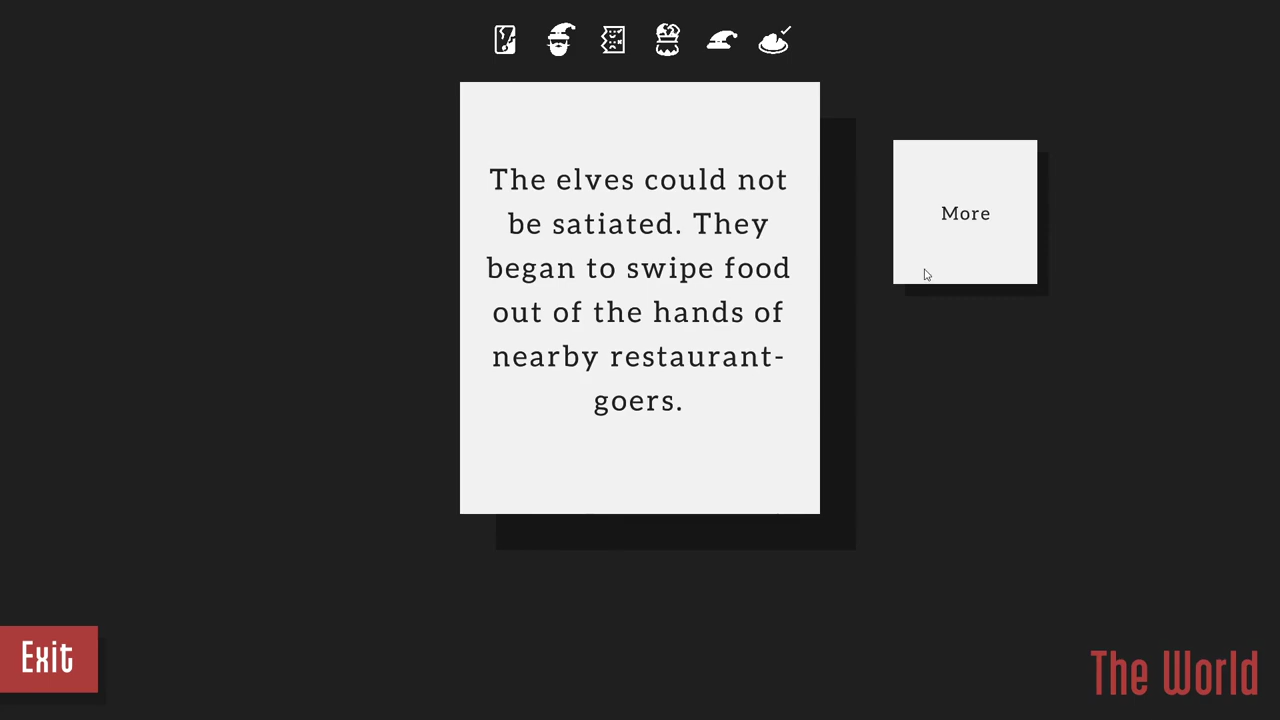 The elves could not
be satiated. They
began to swipe food
out of the hands of
nearby restaurant-
goers.
More
Exit
The World